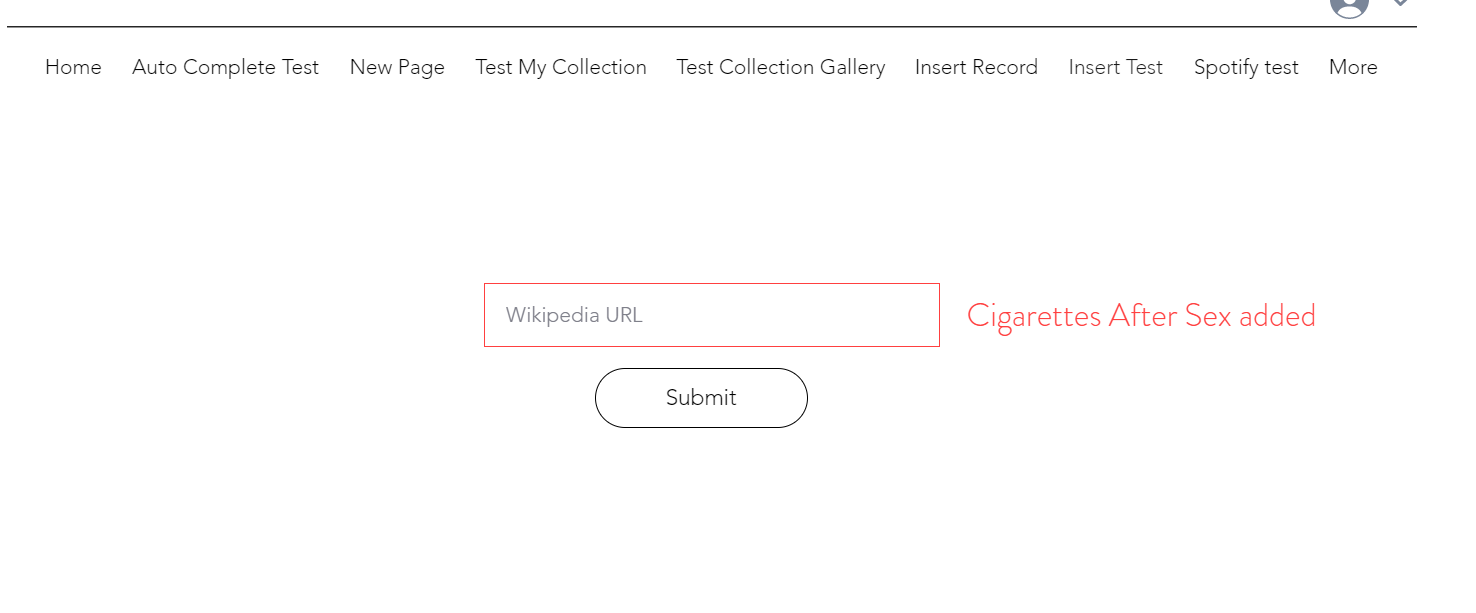 Home Auto Complete Test New Page Test My Collection Test Collection Gallery Insert Record Insert Test Spotify test More
Wikipedia URL Cigarettes After Sex added
Submit